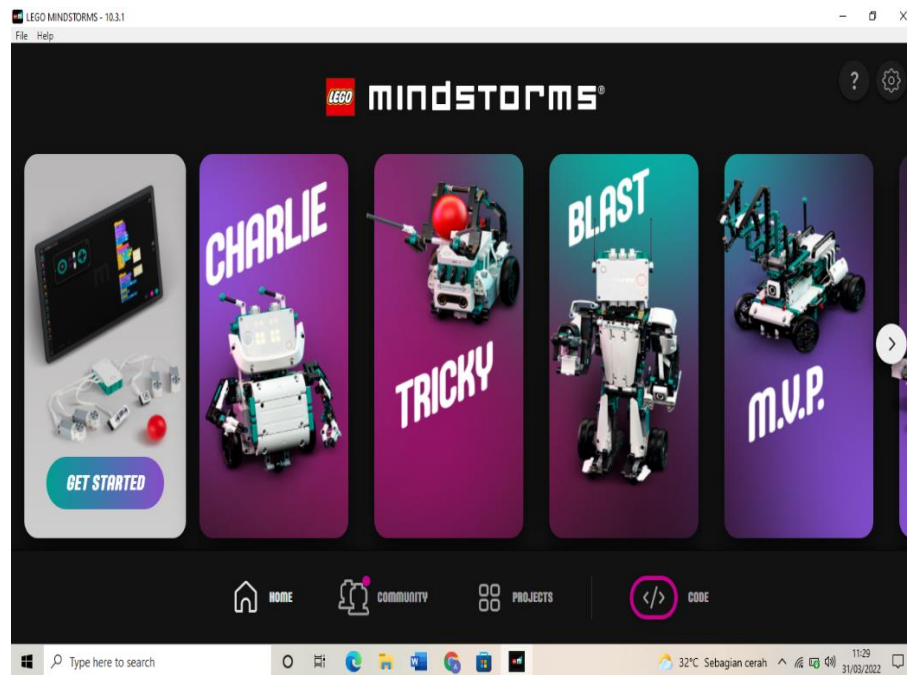 LEGO MINDSTORMS - 10.3.1
File Help
LEGO mindstorms®
?
CHARLIE
TRICKY
BLAST
M.V.P.
GET STARTED
HOME
COMMUNITY
PROJECTS
</> CODE
Type here to search
32°C Sebagian cerah
11:29
31/03/2022